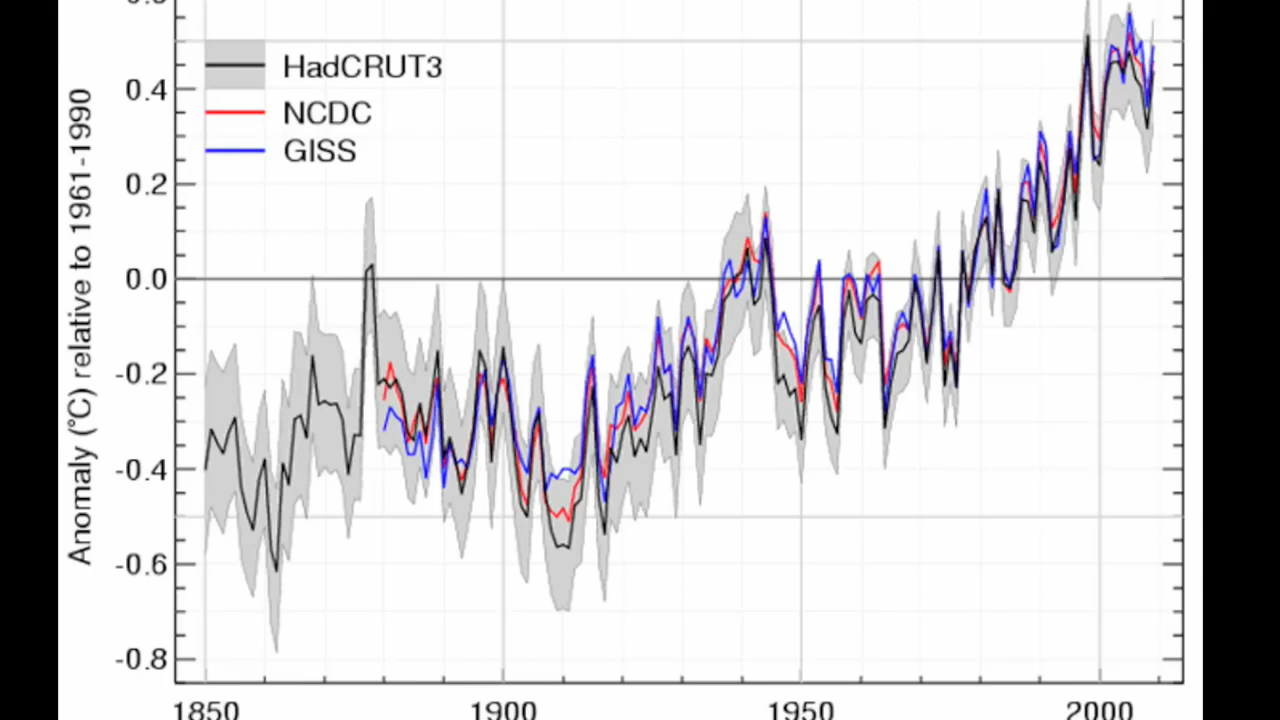 HadCRUT3
NCDC
GISS
Anomaly (°C) relative to 1961-1990
0.4
0.2
0.0
-0.2
-0.4
-0.6
-0.8
1850 1900 1950 2000